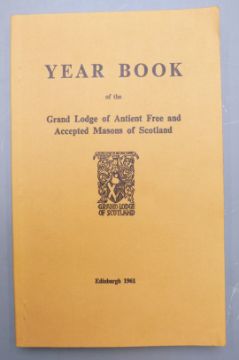 YEAR BOOK
of the
Grand Lodge of Antient Free and
Accepted Masons of Scotland
GRAND LODGE
OF SCOTLAND
Edinburgh 1961